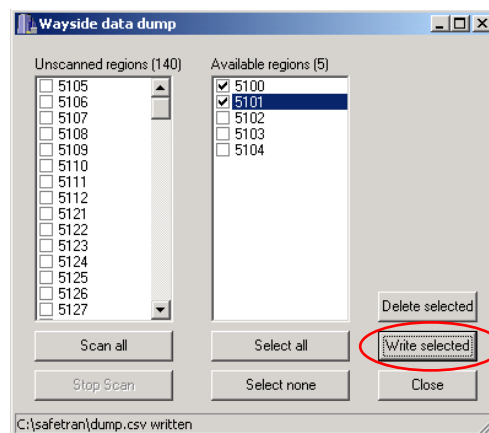 Wayside data dump
Unscanned regions (140)
5105
5106
5107
5108
5109
5110
5111
5112
5121
5122
5123
5124
5125
5126
5127
Available regions (5)
5100
5101
5102
5103
5104
Delete selected
Scan all
Select all
Write selected
Stop Scan
Select none
Close
C:\safetran\dump.csv written